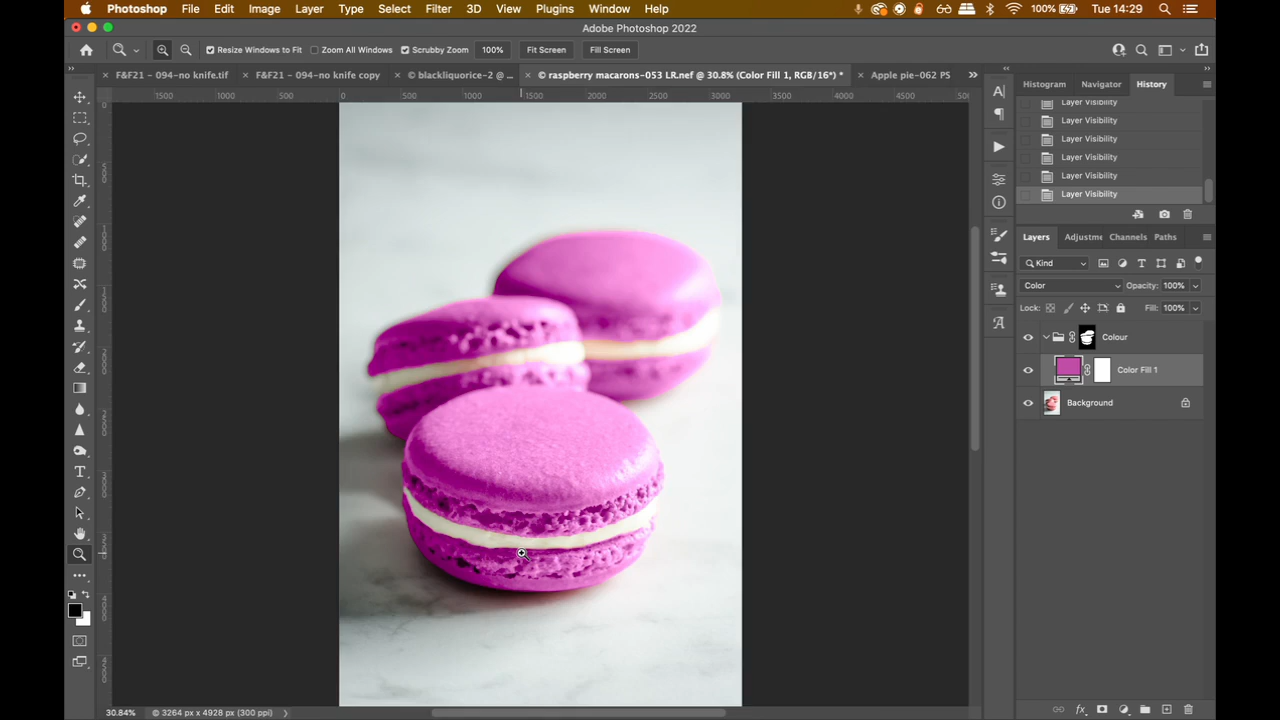 Photoshop File Edit Image Layer Type Select Filter 3D View Plugins Window Help 100% Tue 14:29
Adobe Photoshop 2022
Resize Windows to Fit Zoom All Windows Scrubby Zoom 100% Fit Screen Fill Screen
F&F21 - 094-no knife.tif F&F21 - 094-no knife copy © blackliquorice-2 @ ... © raspberry macarons-053 LR.nef @ 30.8% (Color Fill 1, RGB/16*) * Apple pie-062 PS
1500 1000 500 0 500 1000 1500 2000 2500 3000 3500 4000 4500
Histogram Navigator History
Layer Visibility
Layer Visibility
Layer Visibility
Layer Visibility
Layer Visibility
Layer Visibility
Layers Adjustme Channels Paths
Kind
Color Opacity: 100%
Lock: Fill: 100%
Colour
Color Fill 1
Background
30.84% © 3264 px x 4928 px (300 ppi)